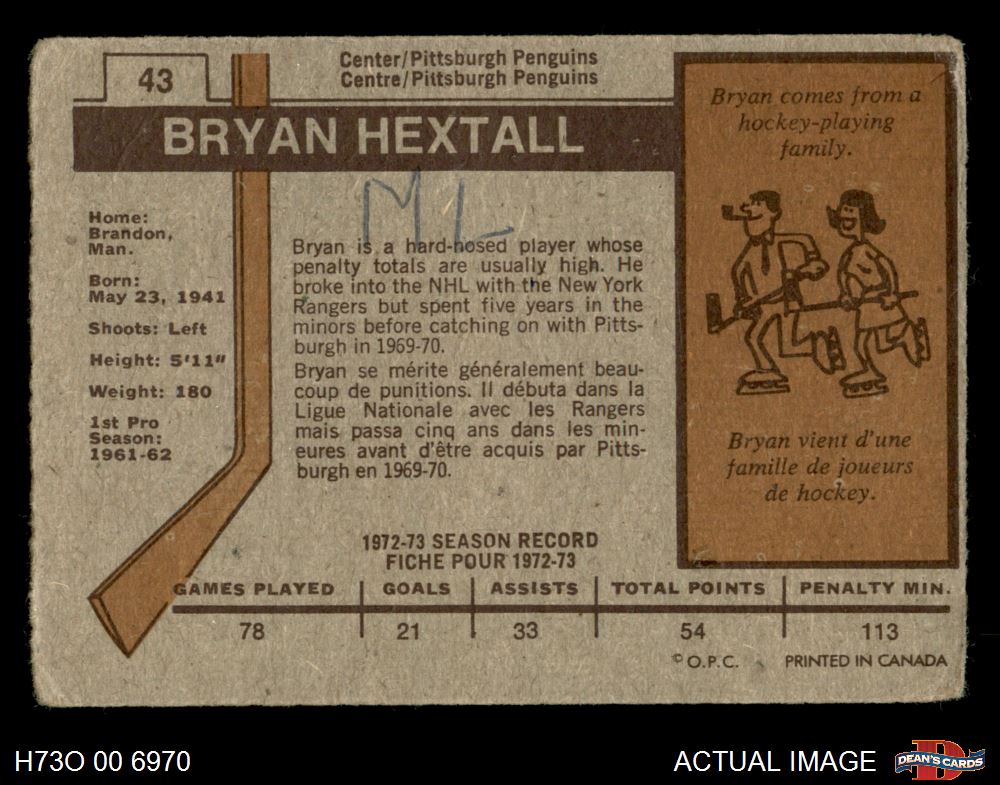 43
Center/Pittsburgh Penguins
Centre/Pittsburgh Penguins
BRYAN HEXTALL
ML
Home:
Brandon,
Man.
Born:
May 23, 1941
Shoots: Left
Height: 5'11"
Weight: 180
1st Pro
Season:
1961-62
Bryan is a hard-nosed player whose
penalty totals are usually high. He
broke into the NHL with the New York
Rangers but spent five years in the
minors before catching on with Pitts-
burgh in 1969-70.
Bryan se mérite généralement beau-
coup de punitions. Il débuta dans la
Ligue Nationale avec les Rangers
mais passa cinq ans dans les min-
eures avant d'être acquis par Pitts-
burgh en 1969-70.
Bryan comes from a
hockey-playing
family.
Bryan vient d'une
famille de joueurs
de hockey.
1972-73 SEASON RECORD
FICHE POUR 1972-73
GAMES PLAYED GOALS ASSISTS TOTAL POINTS PENALTY MIN.
78 21 33 54 113
© O.P.C. PRINTED IN CANADA
H73O 00 6970 ACTUAL IMAGE DEAN'S CARDS